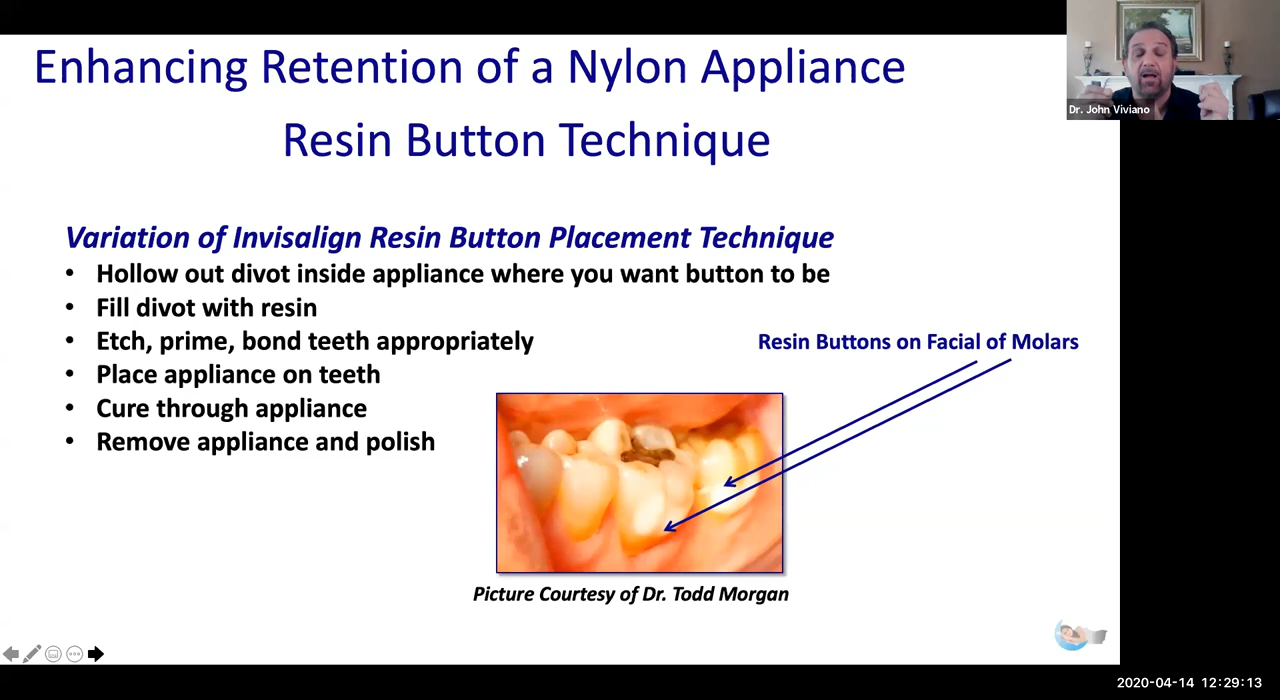 Enhancing Retention of a Nylon Appliance
Resin Button Technique
Dr. John Viviano
Variation of Invisalign Resin Button Placement Technique
• Hollow out divot inside appliance where you want button to be
• Fill divot with resin
• Etch, prime, bond teeth appropriately
• Place appliance on teeth
• Cure through appliance
• Remove appliance and polish
Resin Buttons on Facial of Molars
Picture Courtesy of Dr. Todd Morgan
2020-04-14 12:29:13